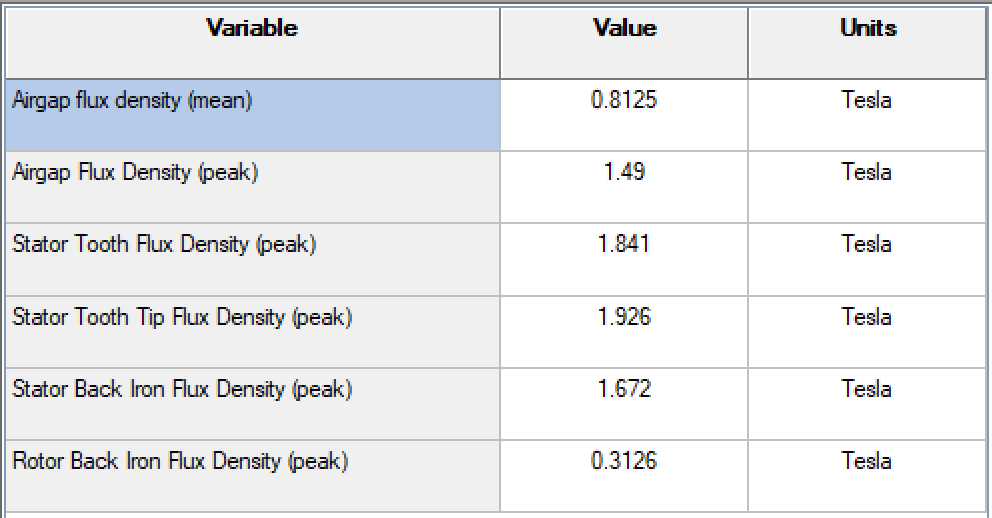 Variable Value Units
Airgap flux density (mean) 0.8125 Tesla
Airgap Flux Density (peak) 1.49 Tesla
Stator Tooth Flux Density (peak) 1.841 Tesla
Stator Tooth Tip Flux Density (peak) 1.926 Tesla
Stator Back Iron Flux Density (peak) 1.672 Tesla
Rotor Back Iron Flux Density (peak) 0.3126 Tesla